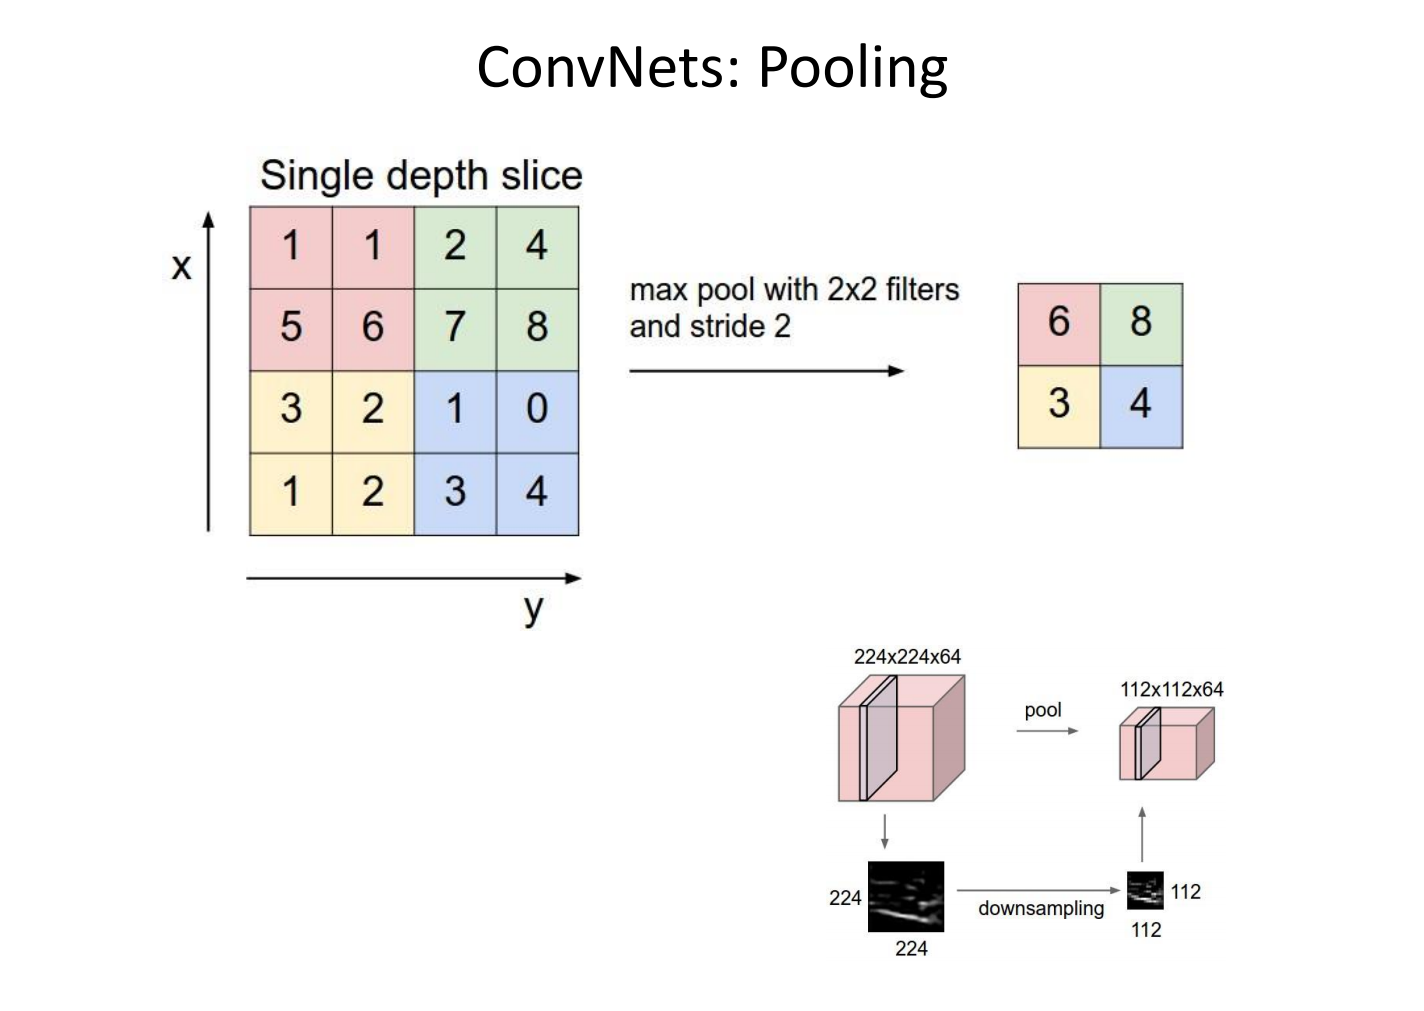 ConvNets: Pooling
Single depth slice
x
1 1 2 4
5 6 7 8
3 2 1 0
1 2 3 4
y
max pool with 2x2 filters
and stride 2
6 8
3 4
224x224x64
pool
112x112x64
224
224
downsampling
112
112